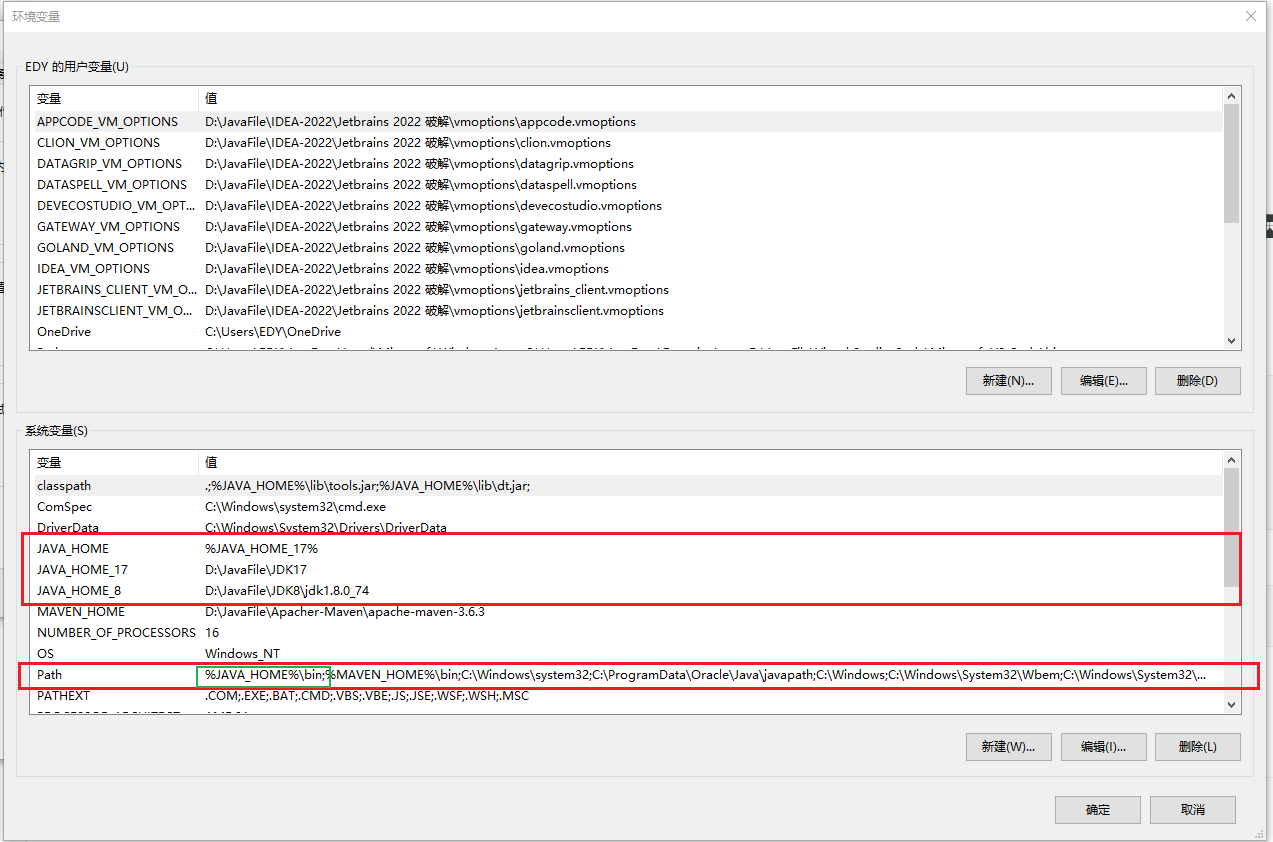 环境变量
EDY 的用户变量(U)
变量 值
APPCODE_VM_OPTIONS D:\JavaFile\IDEA-2022\Jetbrains 2022 破解\vmoptions\appcode.vmoptions
CLION_VM_OPTIONS D:\JavaFile\IDEA-2022\Jetbrains 2022 破解\vmoptions\clion.vmoptions
DATAGRIP_VM_OPTIONS D:\JavaFile\IDEA-2022\Jetbrains 2022 破解\vmoptions\datagrip.vmoptions
DATASPELL_VM_OPTIONS D:\JavaFile\IDEA-2022\Jetbrains 2022 破解\vmoptions\dataspell.vmoptions
DEVECOSTUDIO_VM_OPT... D:\JavaFile\IDEA-2022\Jetbrains 2022 破解\vmoptions\devecostudio.vmoptions
GATEWAY_VM_OPTIONS D:\JavaFile\IDEA-2022\Jetbrains 2022 破解\vmoptions\gateway.vmoptions
GOLAND_VM_OPTIONS D:\JavaFile\IDEA-2022\Jetbrains 2022 破解\vmoptions\goland.vmoptions
IDEA_VM_OPTIONS D:\JavaFile\IDEA-2022\Jetbrains 2022 破解\vmoptions\idea.vmoptions
JETBRAINS_CLIENT_VM_O... D:\JavaFile\IDEA-2022\Jetbrains 2022 破解\vmoptions\jetbrains_client.vmoptions
JETBRAINSCLIENT_VM_O... D:\JavaFile\IDEA-2022\Jetbrains 2022 破解\vmoptions\jetbrainsclient.vmoptions
OneDrive C:\Users\EDY\OneDrive
新建(N)... 编辑(E)... 删除(D)
系统变量(S)
变量 值
classpath .;%JAVA_HOME%\lib\tools.jar;%JAVA_HOME%\lib\dt.jar;
ComSpec C:\Windows\system32\cmd.exe
DriverData C:\Windows\System32\Drivers\DriverData
JAVA_HOME %JAVA_HOME_17%
JAVA_HOME_17 D:\JavaFile\JDK17
JAVA_HOME_8 D:\JavaFile\JDK8\jdk1.8.0_74
MAVEN_HOME D:\JavaFile\Apacher-Maven\apache-maven-3.6.3
NUMBER_OF_PROCESSORS 16
OS Windows_NT
Path %JAVA_HOME%\bin;%MAVEN_HOME%\bin;C:\Windows\system32;C:\ProgramData\Oracle\Java\javapath;C:\Windows;C:\Windows\System32\Wbem;C:\Windows\System32\...
PATHEXT .COM;.EXE;.BAT;.CMD;.VBS;.VBE;.JS;.JSE;.WSF;.WSH;.MSC
新建(W)... 编辑(I)... 删除(L)
确定 取消